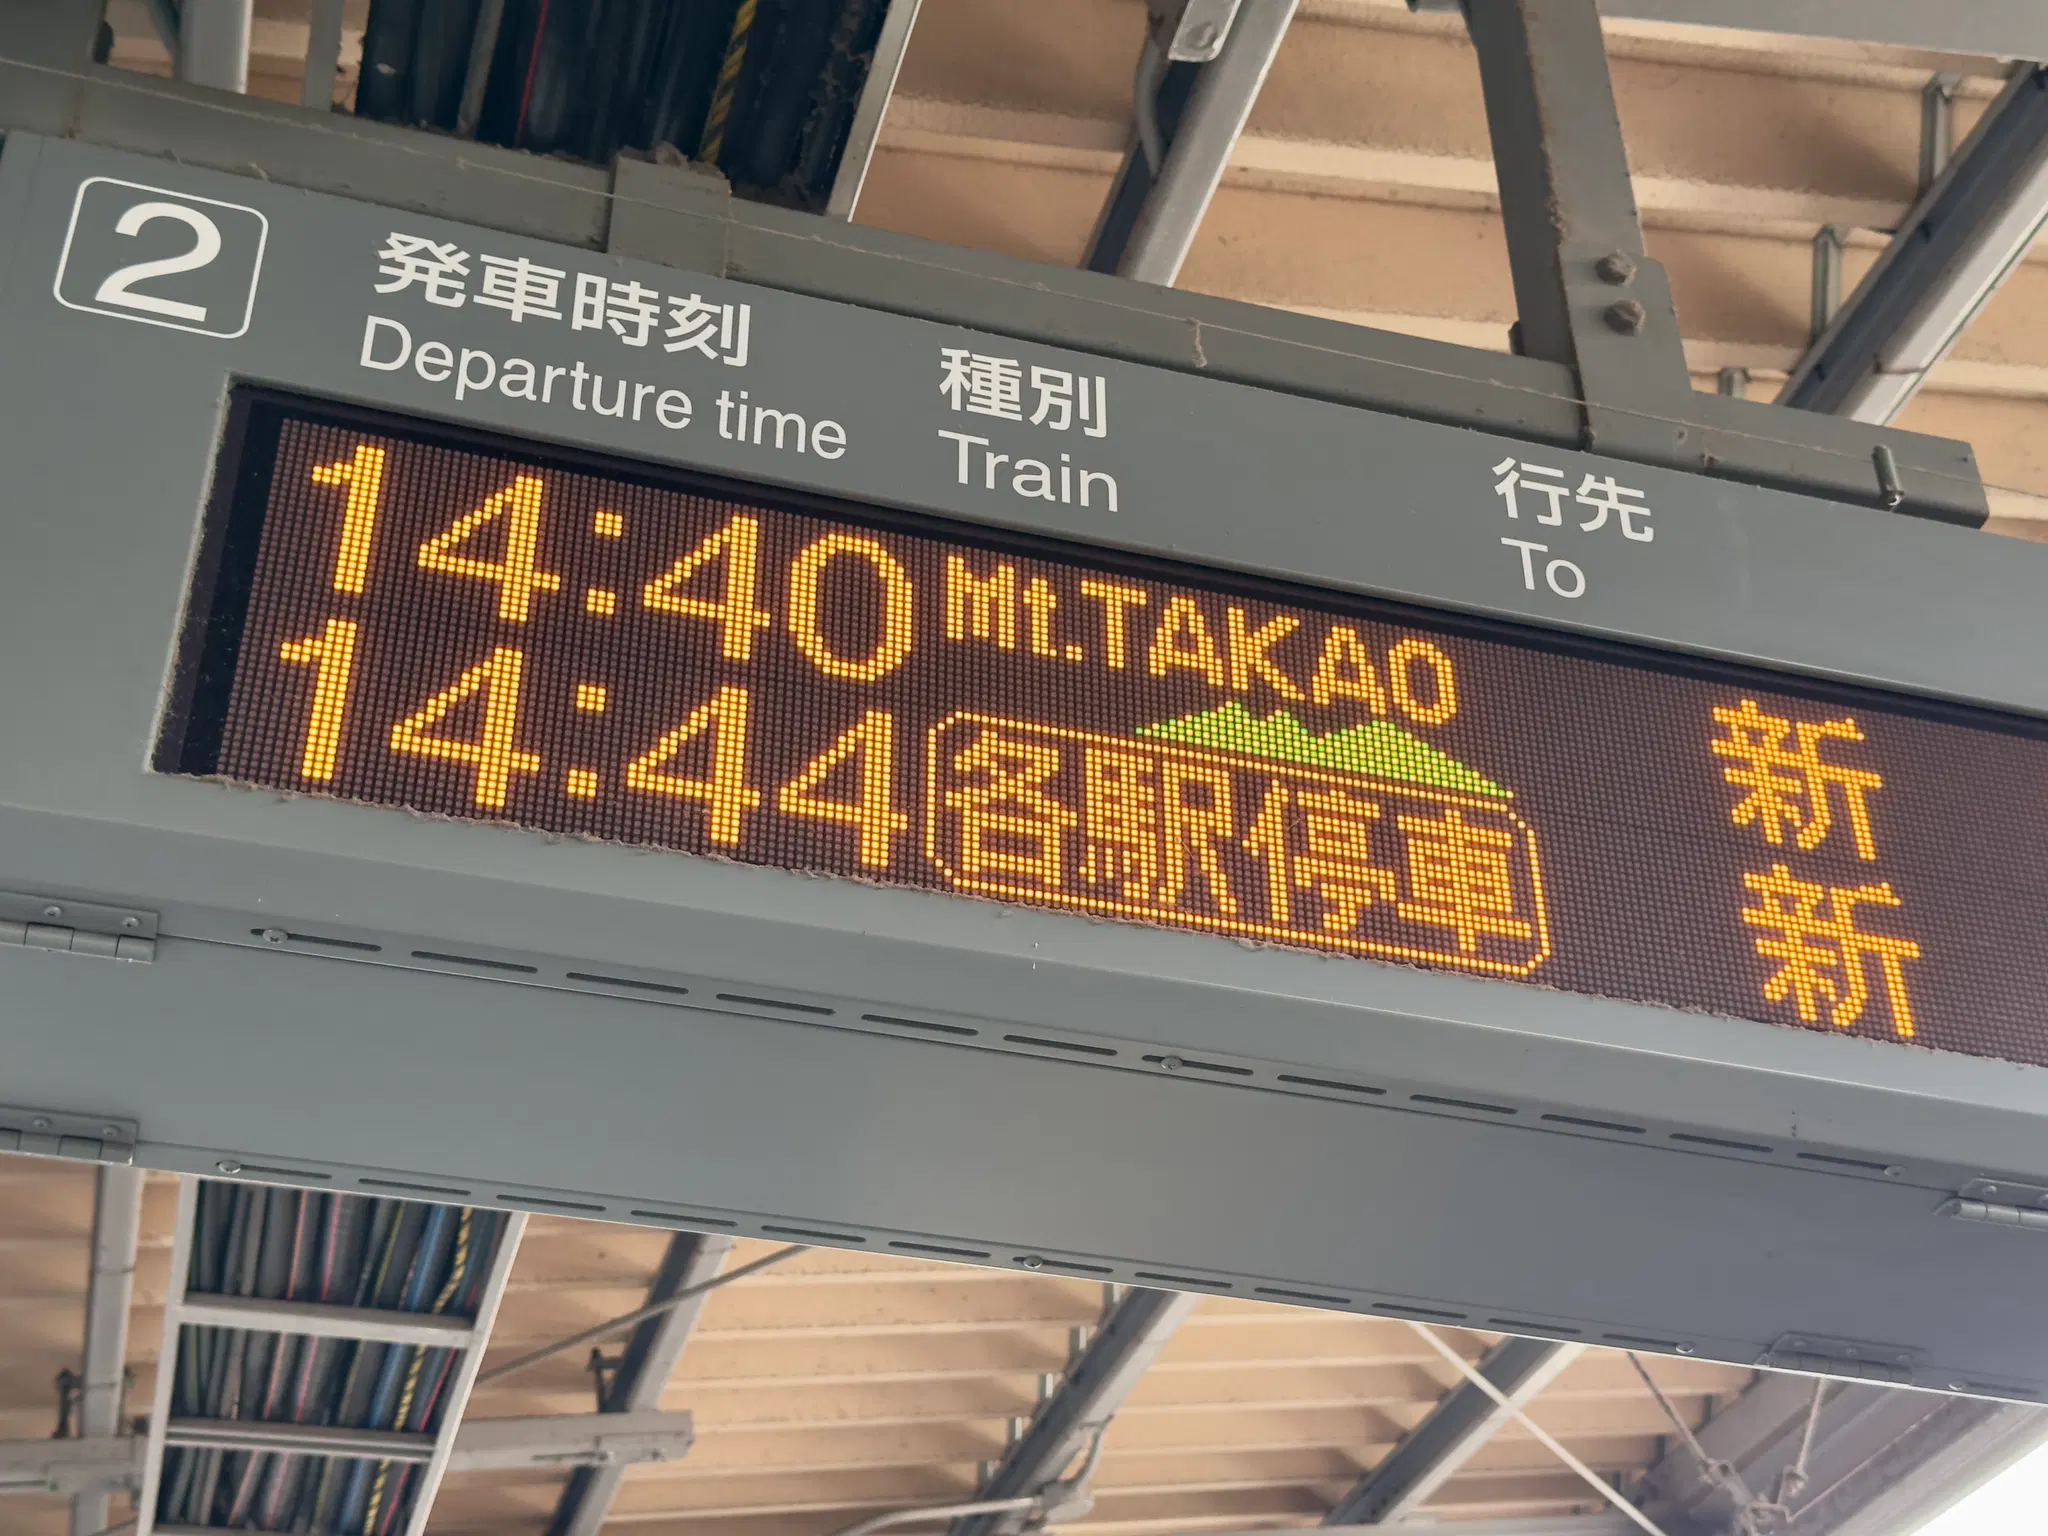 2 発車時刻 種別 行先
Departure time Train To
14:40 Mt.TAKAO 新
14:44 各駅停車 新